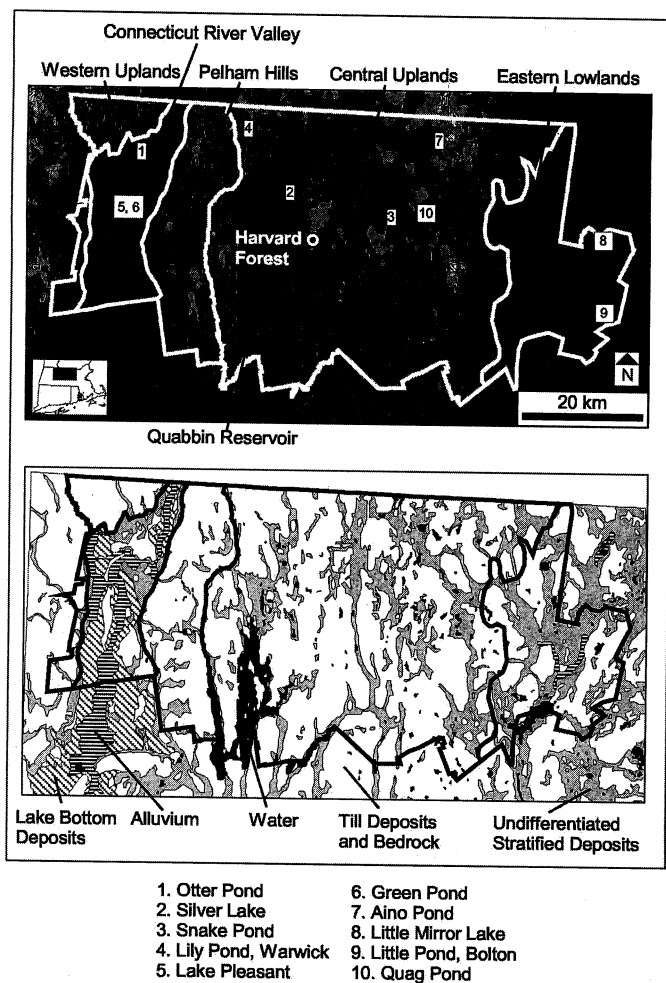 Connecticut River Valley
Western Uplands Pelham Hills Central Uplands Eastern Lowlands
4
7
1
2
5, 6
3
10
Harvard
Forest
8
9
N
20 km
Quabbin Reservoir
Lake Bottom
Deposits
Alluvium
Water
Till Deposits
and Bedrock
Undifferentiated
Stratified Deposits
1. Otter Pond
2. Silver Lake
3. Snake Pond
4. Lily Pond, Warwick
5. Lake Pleasant
6. Green Pond
7. Aino Pond
8. Little Mirror Lake
9. Little Pond, Bolton
10. Quag Pond